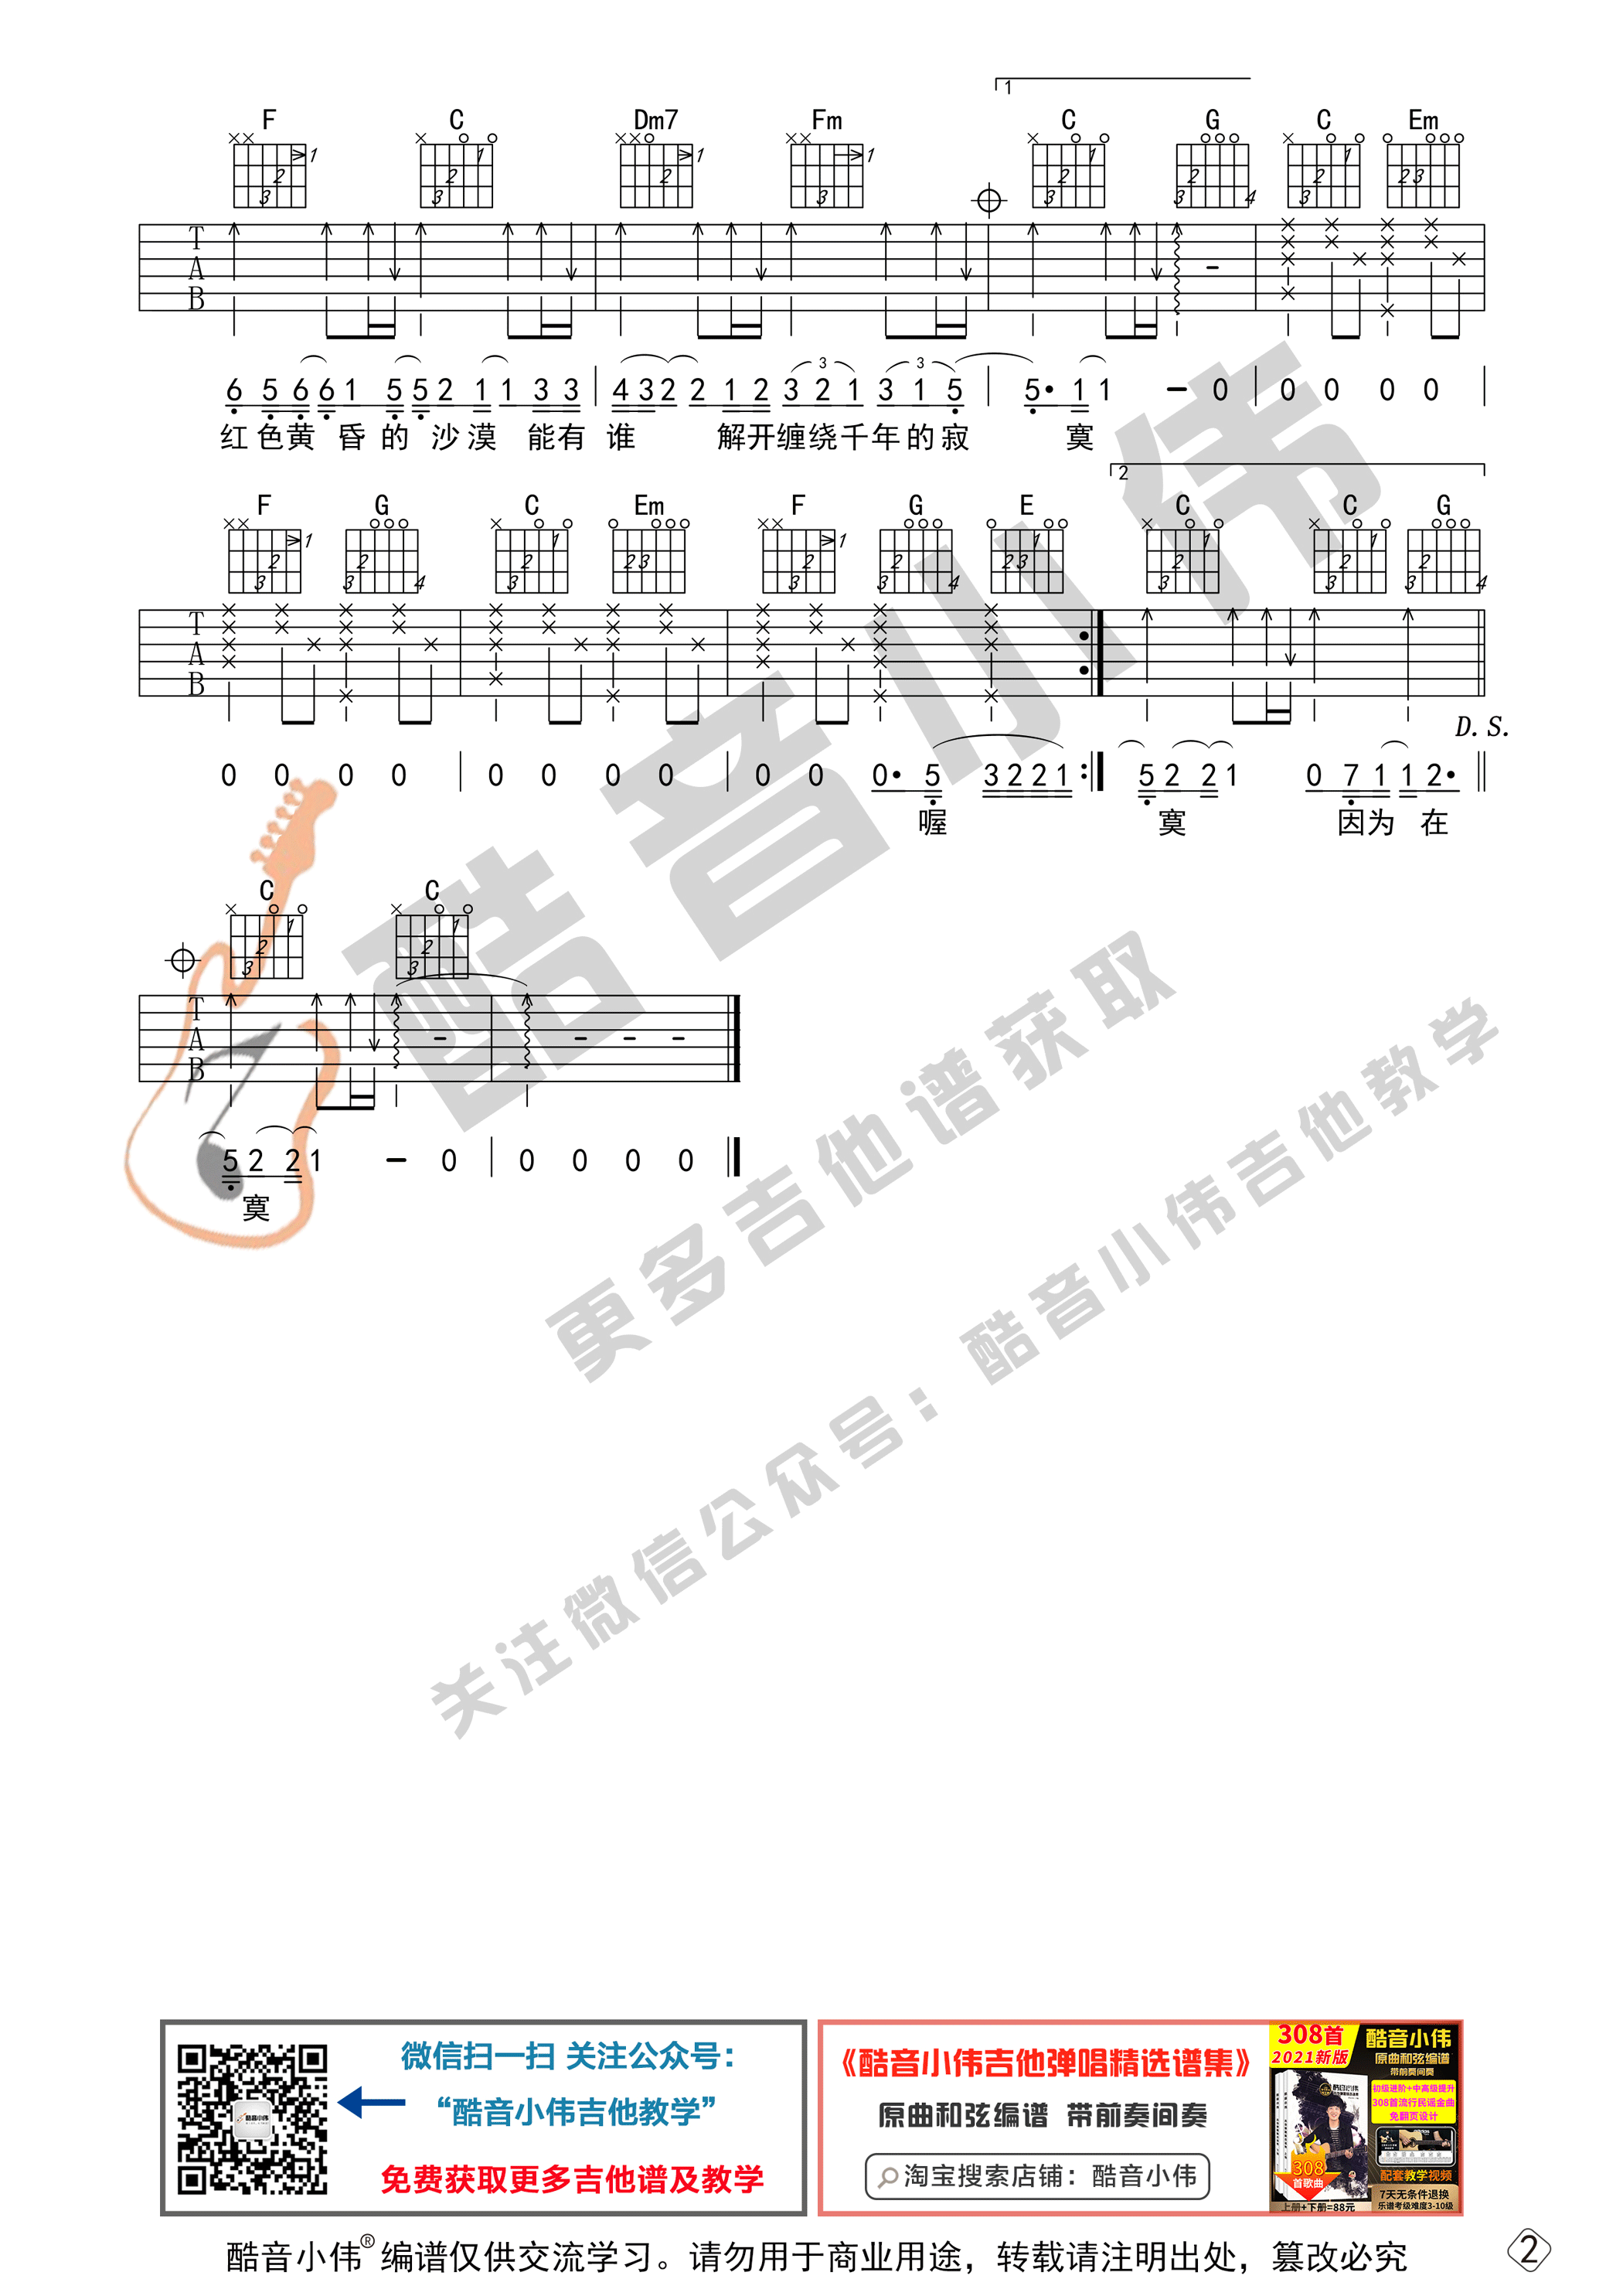 1
F C Dm7 Fm C G C Em
T
A
B
6 5 6 6 1 5 5 2 1 1 3 3 | 4 3 2 2 1 2 3 2 1 3 1 5 | 5· 1 1 - 0 | 0 0 0 0 |
红色黄昏的沙漠能有谁 解开缠绕千年的寂寞
2
F G C Em F G E C C G
T
A
B
D. S.
0 0 0 0 | 0 0 0 0 | 0 0 0· 5 3 2 2 1 :| 5 2 2 1 0 7 1 1 2· ‖
喔 寞 因为在
C C
T
A
B
5 2 2 1 - 0 | 0 0 0 0
寞
酷音小伟
更多吉他谱获取
关注微信公众号：酷音小伟吉他教学
微信扫一扫 关注公众号：
“酷音小伟吉他教学”
免费获取更多吉他谱及教学
酷音小伟
《酷音小伟吉他弹唱精选谱集》
原曲和弦编谱 带前奏间奏
淘宝搜索店铺：酷音小伟
308首
2021新版
酷音小伟
原曲和弦编谱
带前奏间奏
初级进阶+中高级提升
308首流行民谣金曲
免翻页设计
308
首歌曲
配套教学视频
上册+下册=88元
7天无条件退换
乐谱考级难度3-10级
酷音小伟® 编谱仅供交流学习。请勿用于商业用途，转载请注明出处，篡改必究
2